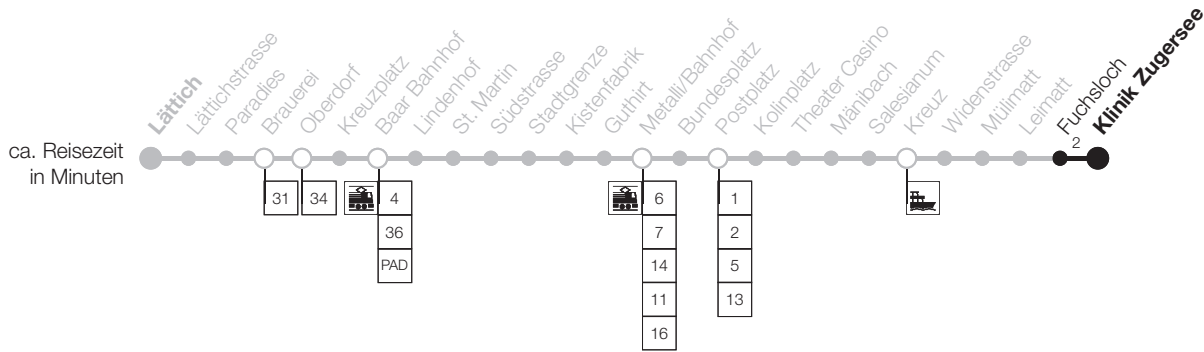 Lättich
Lättichstrasse
Paradies
Brauerei
Oberdorf
Kreuzplatz
Baar Bahnhof
Lindenhof
St. Martin
Südstrasse
Stadtgrenze
Kistenfabrik
Guthirt
Metalli/Bahnhof
Bundesplatz
Postplatz
Kolinplatz
Theater Casino
Mänibach
Salesianum
Kreuz
Widenstrasse
Mülimatt
Leimatt
Fuchsloch
Klinik Zugersee
ca. Reisezeit
in Minuten
2
31
34
4
36
PAD
6
7
14
11
16
1
2
5
13